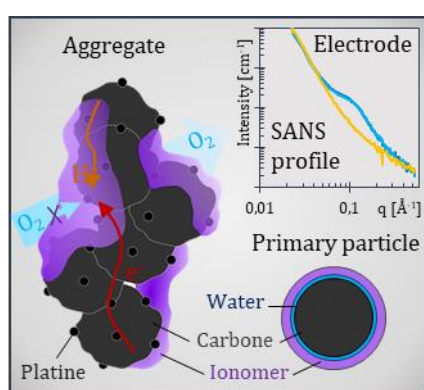 Aggregate
H⁺
O₂
O₂
X
e⁻
Platine
Carbone
Ionomer
Water
Electrode
SANS
profile
Intensity [cm⁻¹]
0,01
0,1
q [Å⁻¹]
Primary particle